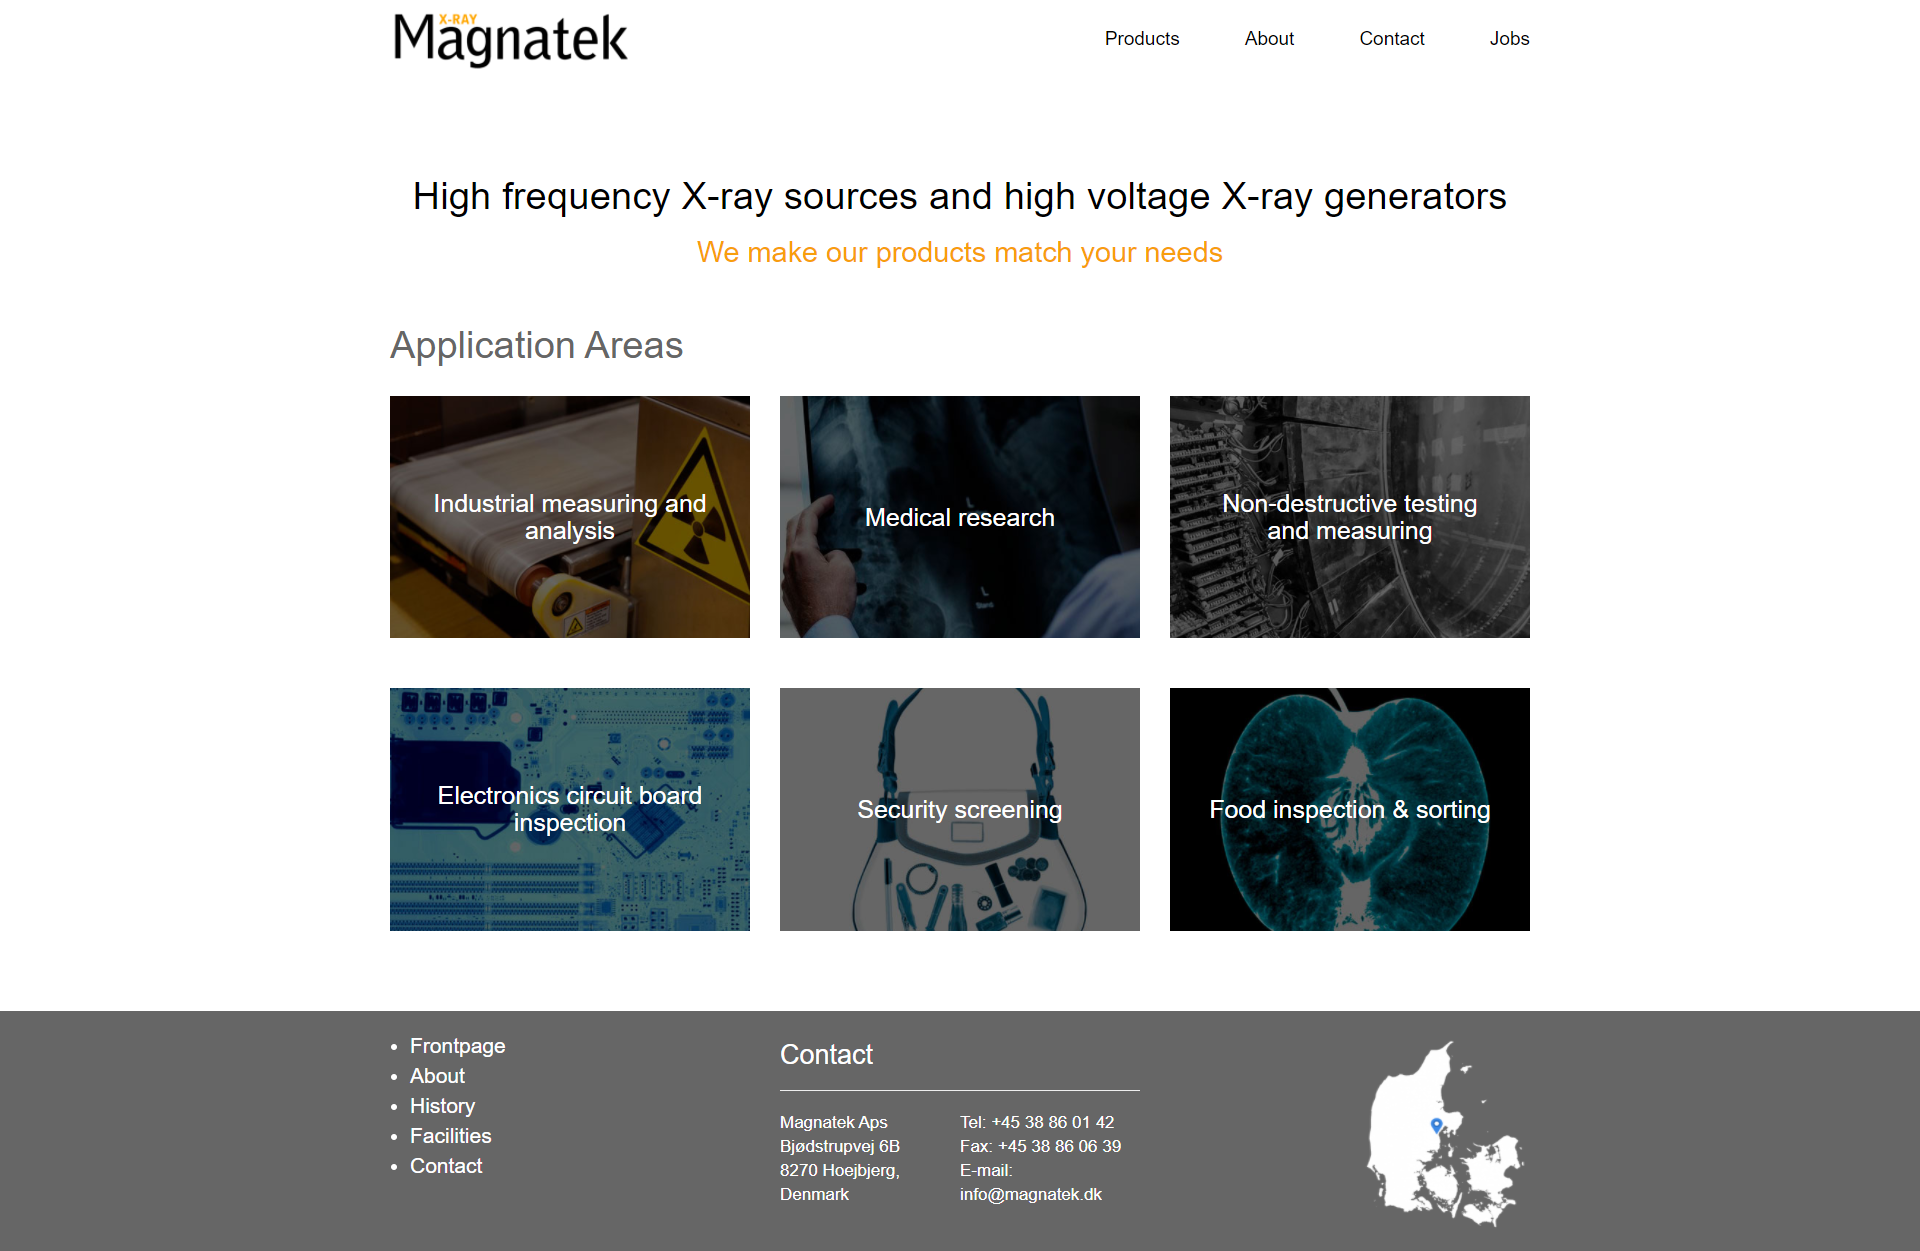 X-RAY
Magnatek
Products
About
Contact
Jobs
High frequency X-ray sources and high voltage X-ray generators
We make our products match your needs
Application Areas
Industrial measuring and
analysis
Medical research
Non-destructive testing
and measuring
Electronics circuit board
inspection
Security screening
Food inspection & sorting
Frontpage
About
History
Facilities
Contact
Contact
Magnatek Aps
Bjødstrupvej 6B
8270 Hoejbjerg,
Denmark
Tel: +45 38 86 01 42
Fax: +45 38 86 06 39
E-mail:
info@magnatek.dk